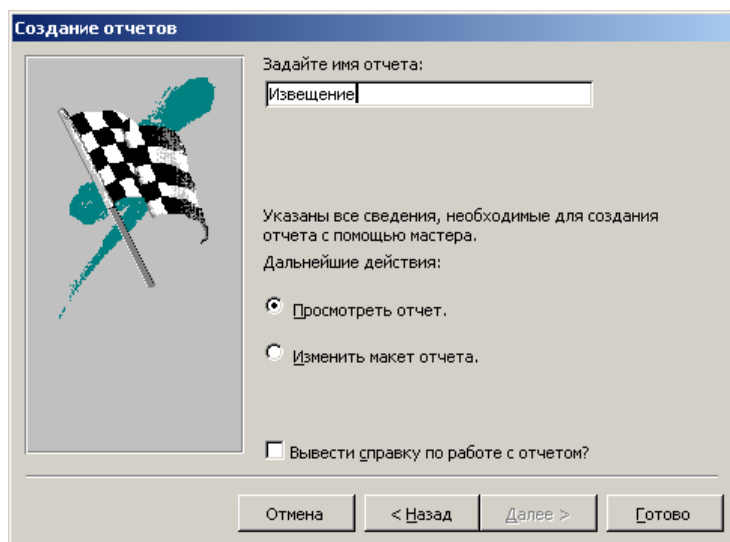 Создание отчетов
Задайте имя отчета:
Извещение
Указаны все сведения, необходимые для создания
отчета с помощью мастера.
Дальнейшие действия:
Просмотреть отчет.
Изменить макет отчета.
Вывести справку по работе с отчетом?
Отмена
< Назад
Далее >
Готово